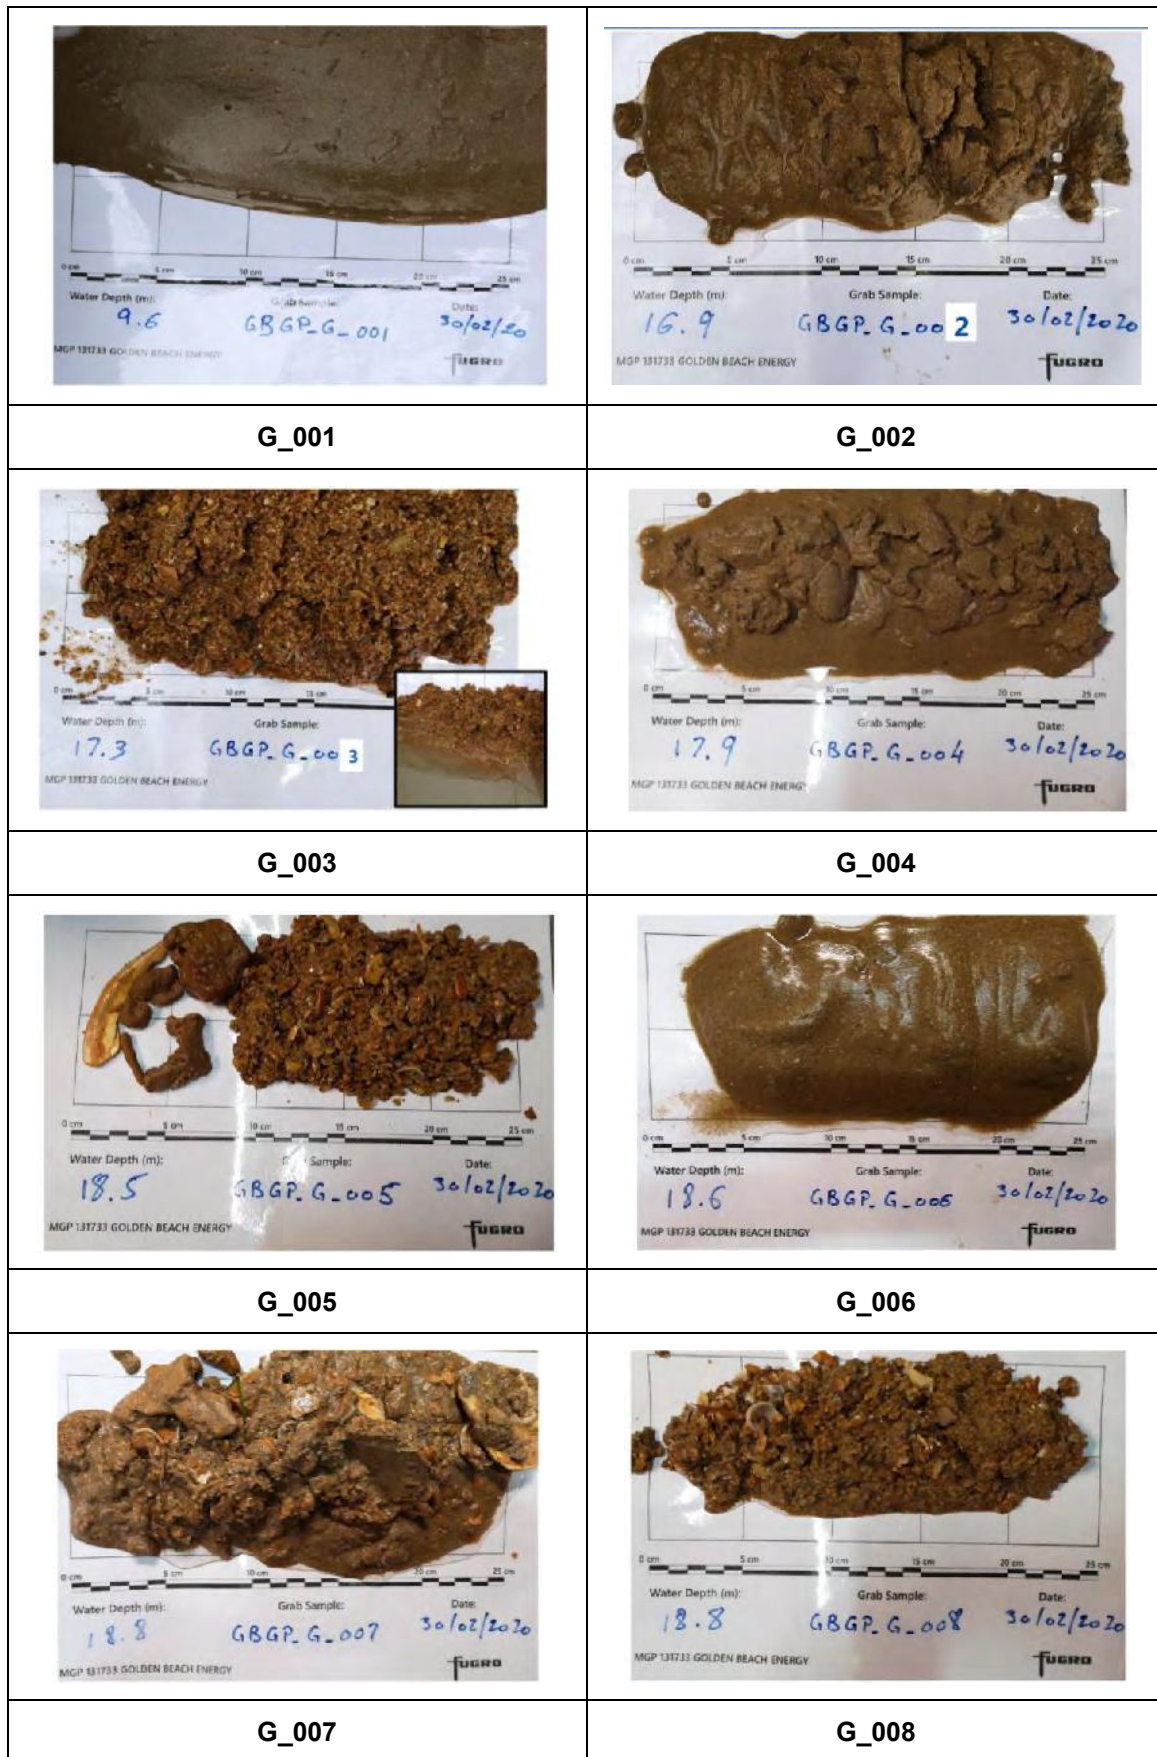 0 cm 5 cm 10 cm 15 cm 20 cm 25 cm
Water Depth (m): Grab Sample: Date:
9.6 GBGP_G_001 30/02/20
MGP 131733 GOLDEN BEACH ENERGY FUGRO
G_001
0 cm 5 cm 10 cm 15 cm 20 cm 25 cm
Water Depth (m): Grab Sample: Date:
16.9 GBGP_G_002 30/02/2020
MGP 131733 GOLDEN BEACH ENERGY FUGRO
G_002
0 cm 5 cm 10 cm 15 cm
Water Depth (m): Grab Sample:
17.3 GBGP_G_003
MGP 131733 GOLDEN BEACH ENERGY
G_003
0 cm 5 cm 10 cm 15 cm 20 cm 25 cm
Water Depth (m): Grab Sample: Date:
17.9 GBGP_G_004 30/02/2020
MGP 131733 GOLDEN BEACH ENERGY FUGRO
G_004
0 cm 5 cm 10 cm 15 cm 20 cm 25 cm
Water Depth (m): Sample: Date:
18.5 GBGP_G_005 30/02/2020
MGP 131733 GOLDEN BEACH ENERGY FUGRO
G_005
0 cm 5 cm 10 cm 15 cm 20 cm 25 cm
Water Depth (m): Grab Sample: Date:
18.6 GBGP_G_006 30/02/2020
MGP 131733 GOLDEN BEACH ENERGY FUGRO
G_006
0 cm 5 cm 10 cm 15 cm 20 cm 25 cm
Water Depth (m): Grab Sample: Date:
18.8 GBGP_G_007 30/02/2020
MGP 131733 GOLDEN BEACH ENERGY FUGRO
G_007
0 cm 5 cm 10 cm 15 cm 20 cm 25 cm
Water Depth (m): Grab Sample: Date:
18.8 GBGP_G_008 30/02/2020
MGP 131733 GOLDEN BEACH ENERGY FUGRO
G_008